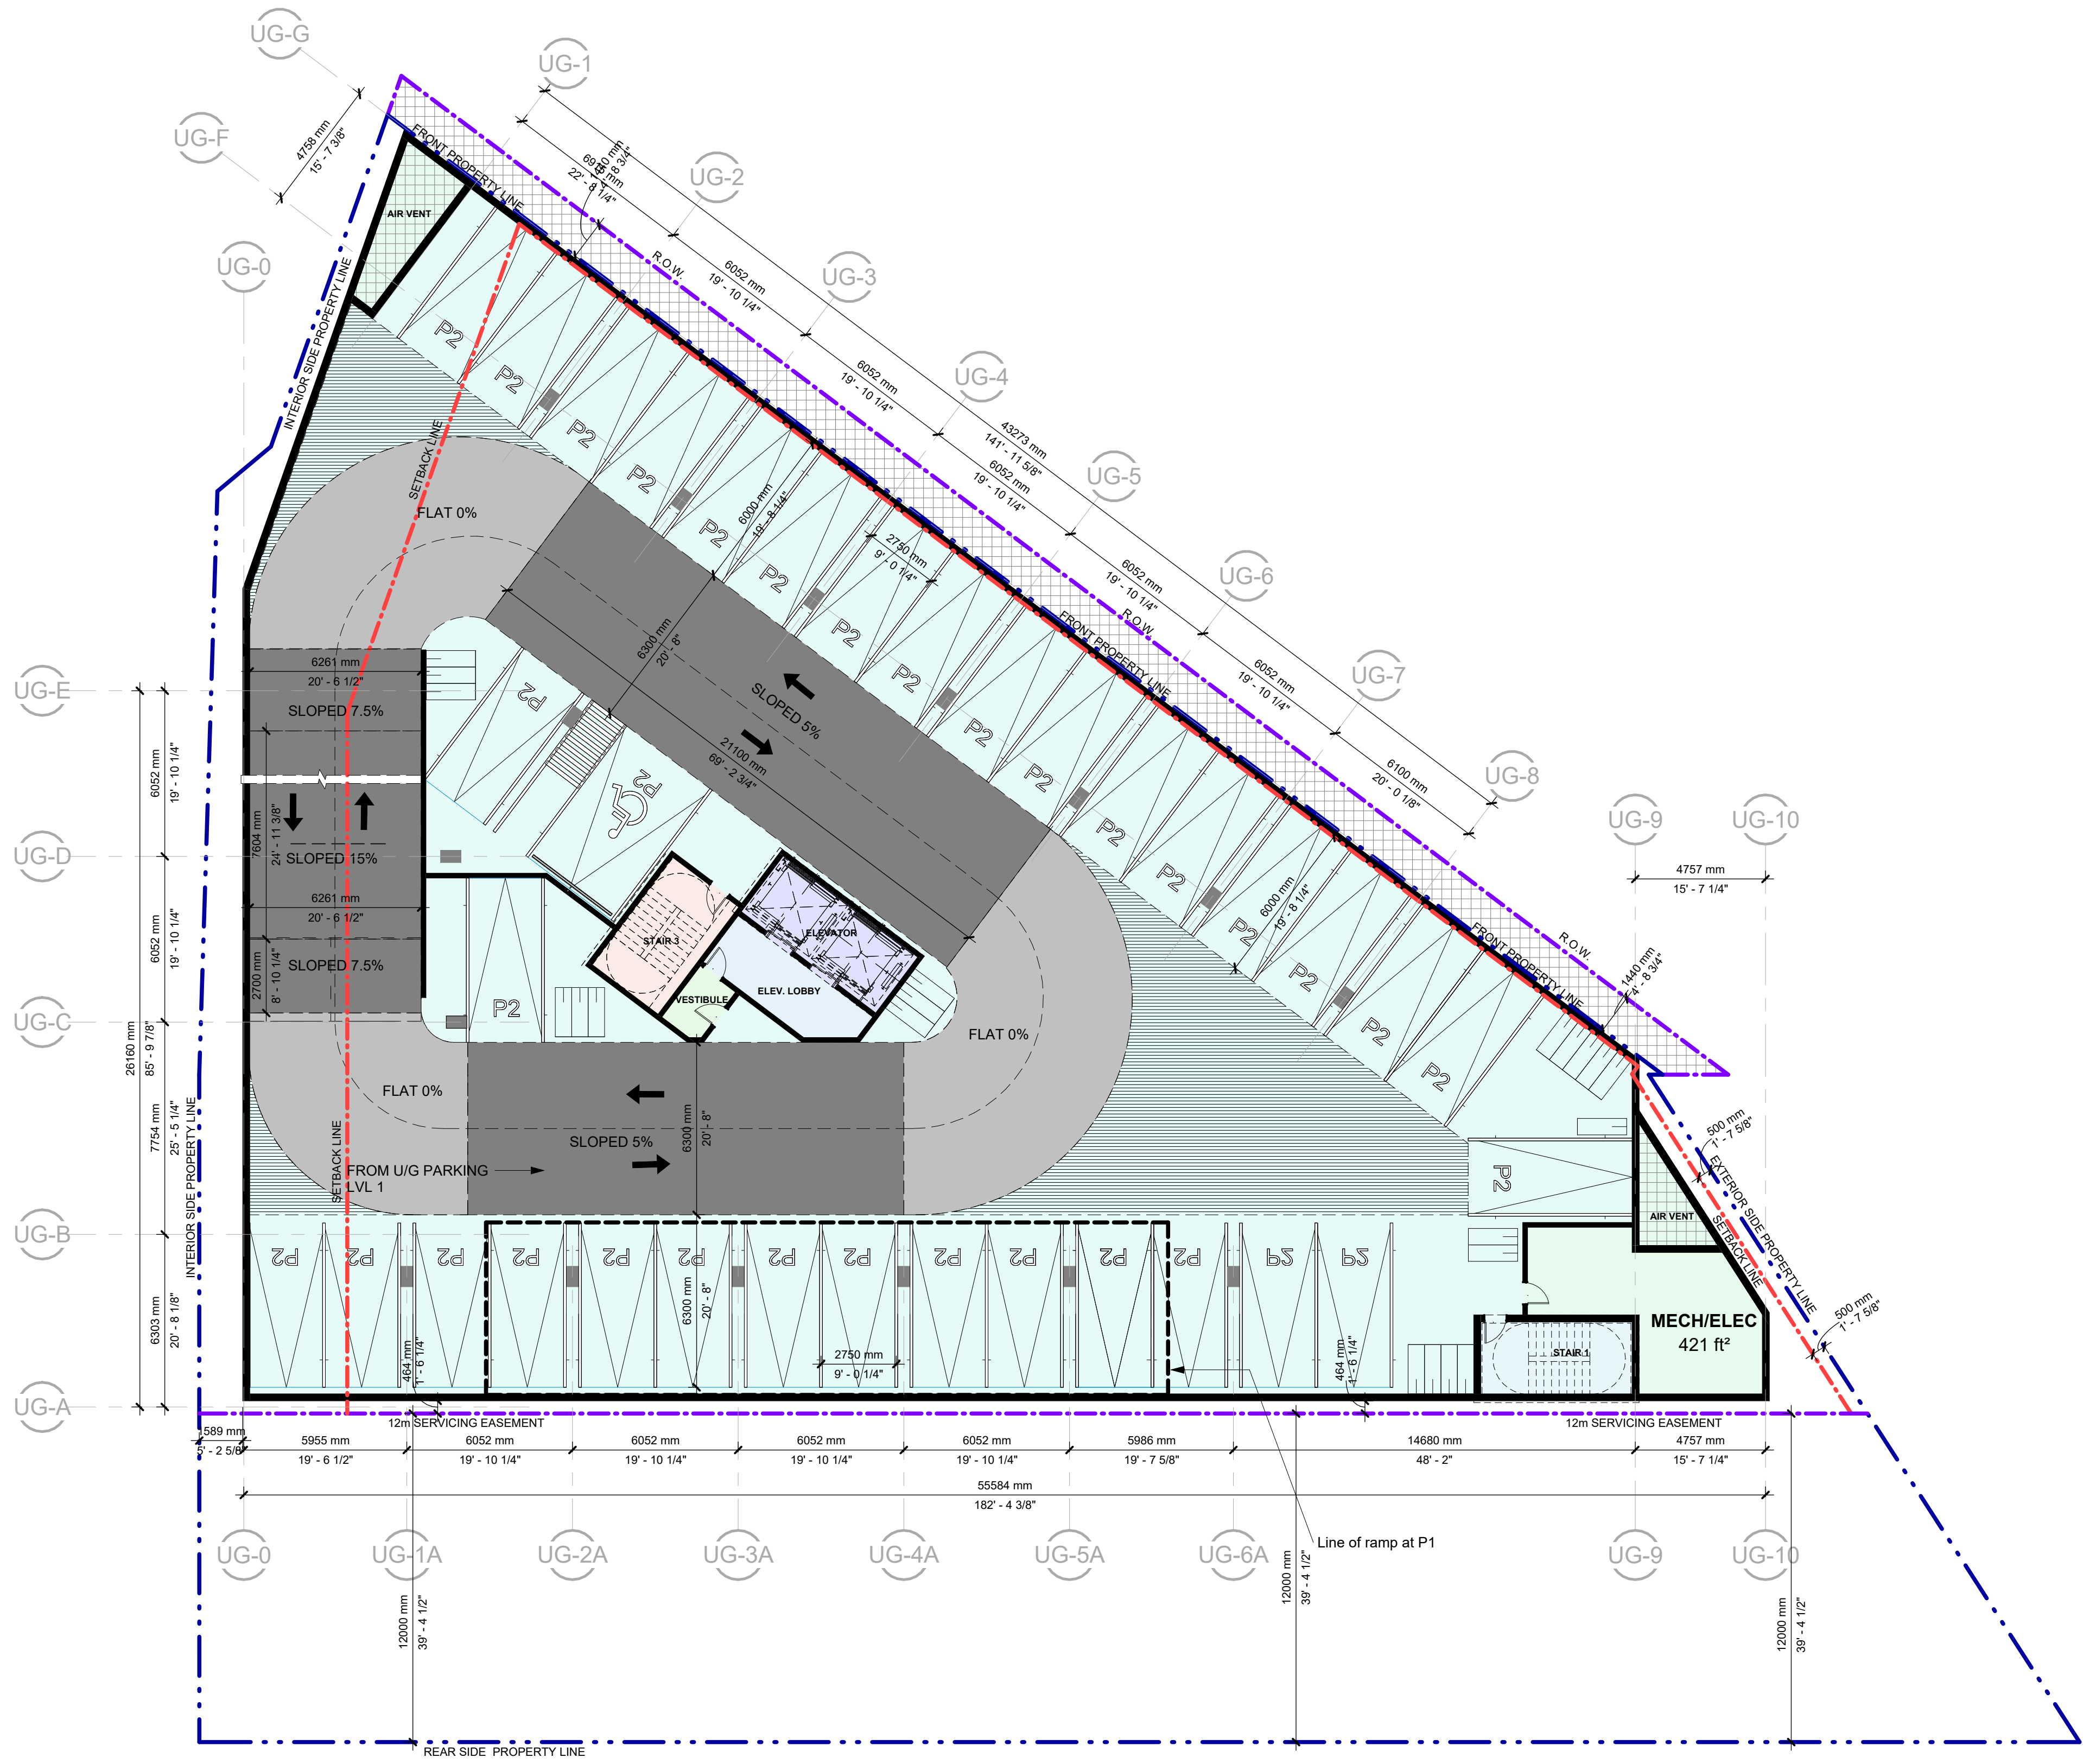 UG-G
UG-1
UG-F
4758 mm
15' - 7 3/8"
FRONT PROPERTY LINE
22' - 8 1/4"
UG-2
AIR VENT
UG-0
R.O.W.
6052 mm
19' - 10 1/4"
UG-3
INTERIOR SIDE PROPERTY LINE
P2
P2
6052 mm
19' - 10 1/4"
UG-4
43273 mm
141' - 11 5/8"
SETBACK LINE
P2
P2
6000 mm
19' - 8 1/4"
6052 mm
19' - 10 1/4"
UG-5
FLAT 0%
P2
2750 mm
9' - 0 1/4"
P2
6052 mm
19' - 10 1/4"
UG-6
R.O.W.
FRONT PROPERTY LINE
P2
P2
6300 mm
20' - 8"
6052 mm
19' - 10 1/4"
UG-7
UG-E
6261 mm
20' - 6 1/2"
SLOPED 7.5%
P2
SLOPED 5%
P2
P2
21100 mm
69' - 2 3/4"
6100 mm
20' - 0 1/8"
UG-8
P2
P2
6052 mm
19' - 10 1/4"
7604 mm
24' - 11 3/8"
SLOPED 15%
UG-D
P2
UG-9
UG-10
4757 mm
15' - 7 1/4"
6261 mm
20' - 6 1/2"
6000 mm
19' - 8 1/4"
P2
R.O.W.
FRONT PROPERTY LINE
1440 mm
4' - 8 3/4"
STAIR 3
ELEVATOR
ELEV. LOBBY
VESTIBULE
6052 mm
19' - 10 1/4"
SLOPED 7.5%
2700 mm
8' - 10 1/4"
P2
P2
UG-C
FLAT 0%
P2
P2
26160 mm
85' - 9 7/8"
FLAT 0%
7754 mm
25' - 5 1/4"
INTERIOR SIDE PROPERTY LINE
SETBACK LINE
SLOPED 5%
6300 mm
20' - 8"
FROM U/G PARKING
LVL 1
500 mm
1' - 7 5/8"
EXTERIOR SIDE PROPERTY LINE
P2
AIR VENT
SETBACK LINE
UG-B
P2
P2
P2
P2
P2
P2
P2
P2
P2
P2
P2
P2
P2
P2
6303 mm
20' - 8 1/8"
6300 mm
20' - 8"
2750 mm
9' - 0 1/4"
464 mm
1' - 6 1/4"
464 mm
1' - 6 1/4"
STAIR 1
MECH/ELEC
421 ft²
500 mm
1' - 7 5/8"
UG-A
12m SERVICING EASEMENT
12m SERVICING EASEMENT
5' - 2 5/8"
5955 mm
19' - 6 1/2"
6052 mm
19' - 10 1/4"
6052 mm
19' - 10 1/4"
6052 mm
19' - 10 1/4"
6052 mm
19' - 10 1/4"
5986 mm
19' - 7 5/8"
14680 mm
48' - 2"
4757 mm
15' - 7 1/4"
55584 mm
182' - 4 3/8"
Line of ramp at P1
UG-0
UG-1A
UG-2A
UG-3A
UG-4A
UG-5A
UG-6A
UG-9
UG-10
12000 mm
39' - 4 1/2"
12000 mm
39' - 4 1/2"
12000 mm
39' - 4 1/2"
REAR SIDE PROPERTY LINE